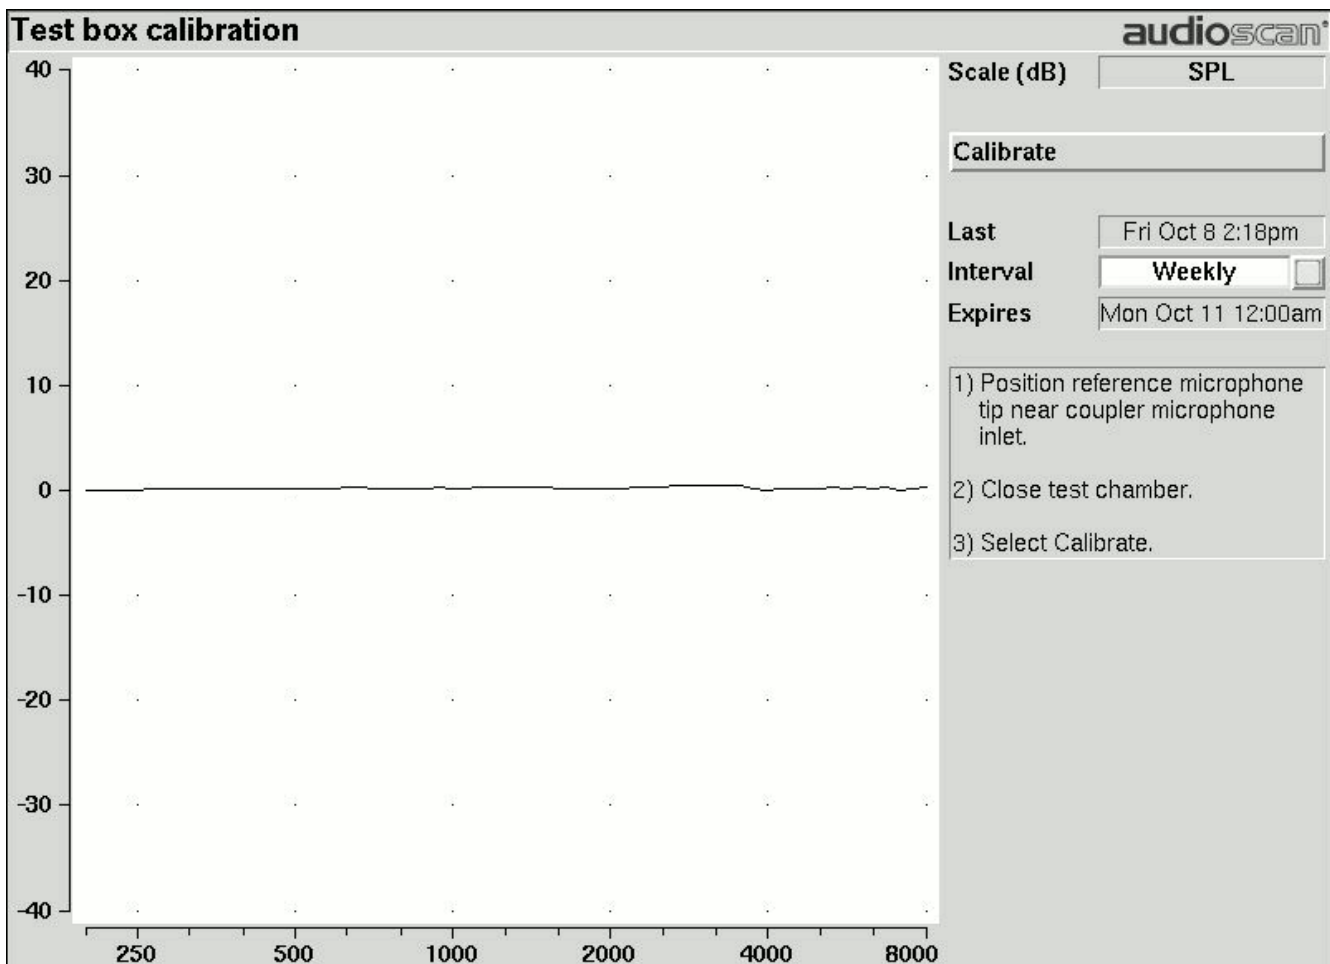 Test box calibration
audioscan®
40
30
20
10
0
-10
-20
-30
-40
250 500 1000 2000 4000 8000
Scale (dB) SPL
Calibrate
Last Fri Oct 8 2:18pm
Interval Weekly
Expires Mon Oct 11 12:00am
1) Position reference microphone
tip near coupler microphone
inlet.
2) Close test chamber.
3) Select Calibrate.